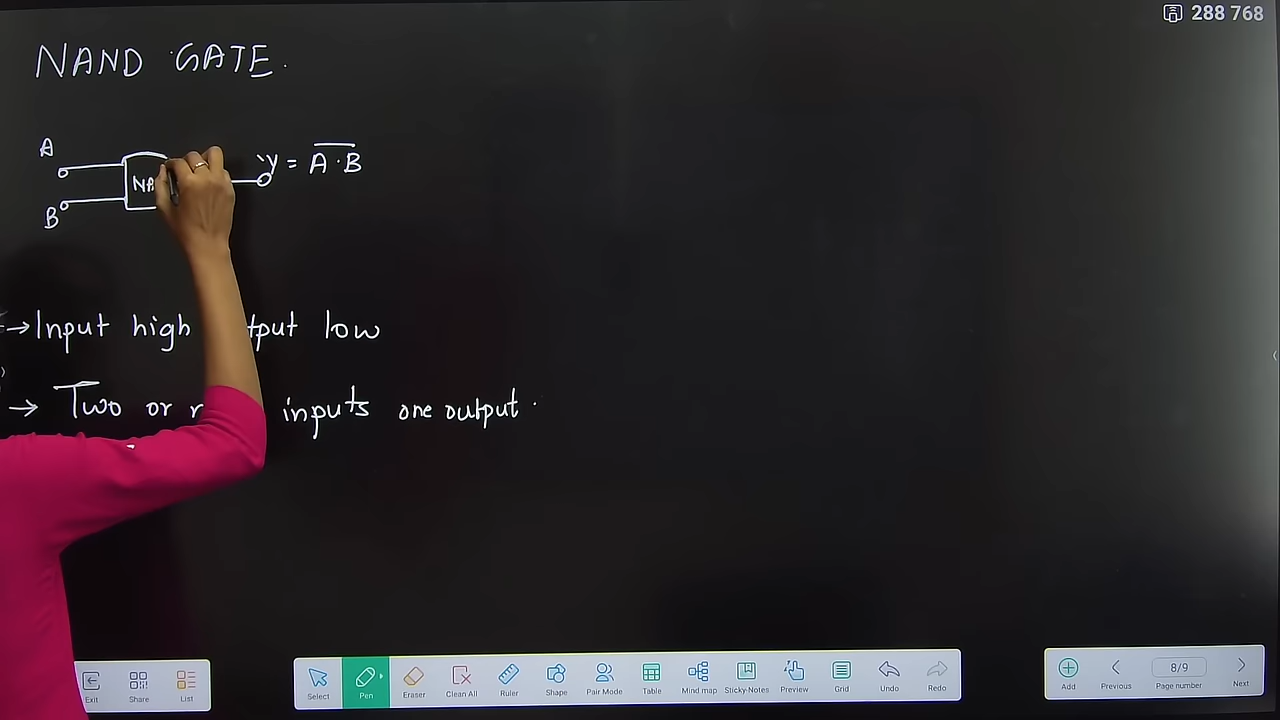 288 768
NAND GATE.
A
Y = A·B
B
→Input high low
→ Two or inputs one output.
Exit
Share
List
Select
Pen
Eraser
Clean All
Ruler
Shape
Pair Mode
Table
Mind map
Sticky-Notes
Preview
Grid
Undo
Redo
Add
Previous
8/9
Page number
Next